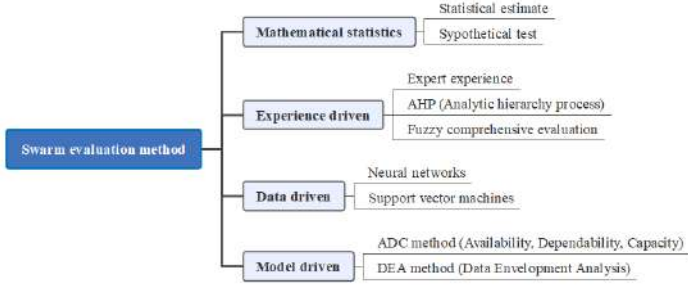 Swarm evaluation method
Mathematical statistics
Statistical estimate
Sypothetical test
Experience driven
Expert experience
AHP (Analytic hierarchy process)
Fuzzy comprehensive evaluation
Data driven
Neural networks
Support vector machines
Model driven
ADC method (Availability, Dependability, Capacity)
DEA method (Data Envelopment Analysis)